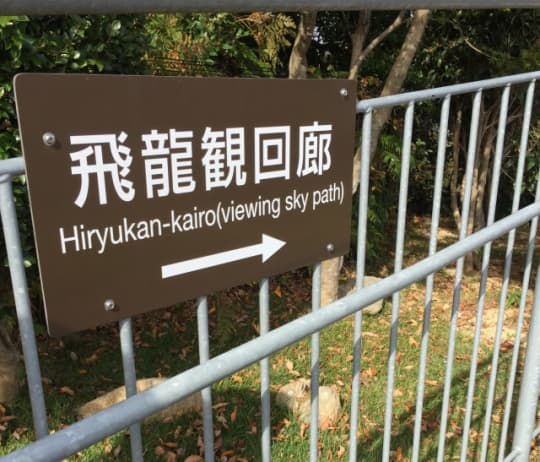 飛龍観回廊
Hiryukan-kairo(viewing sky path)